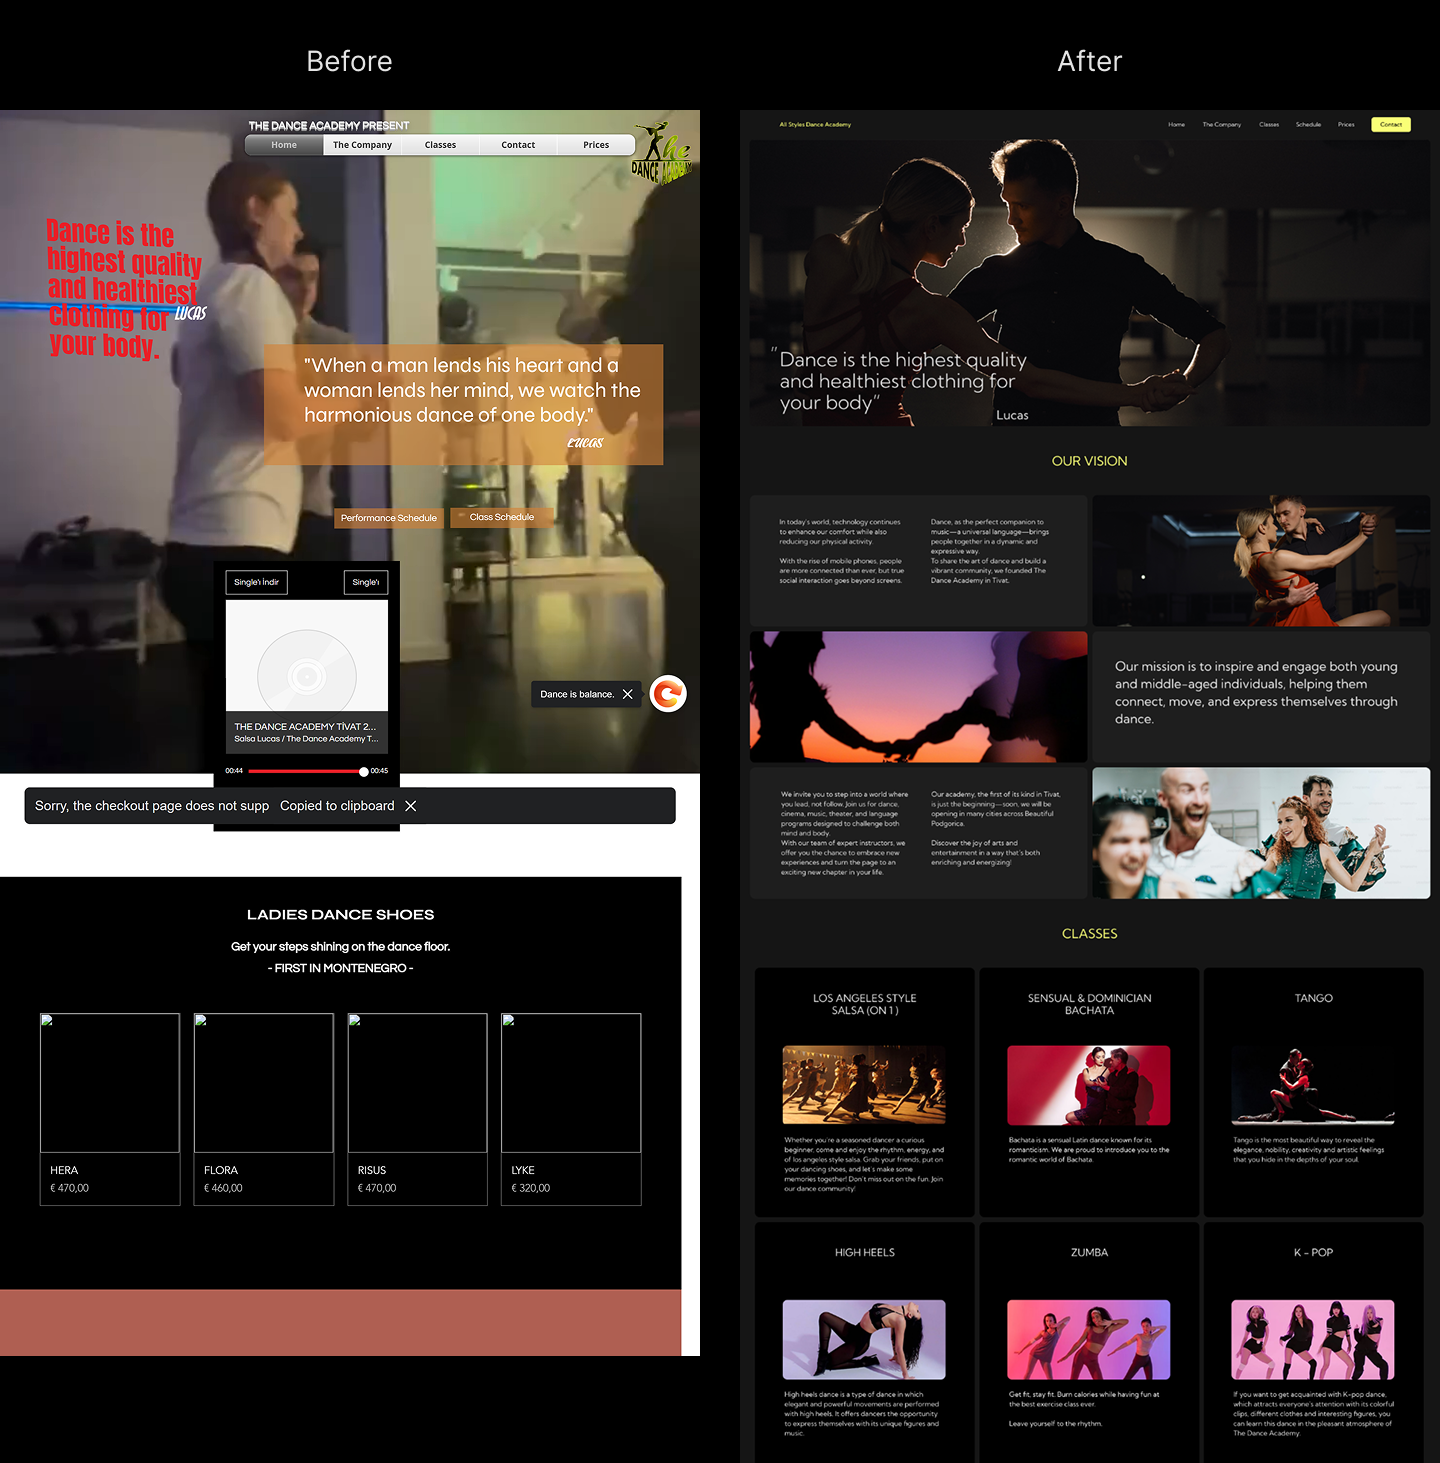 Before
After
THE DANCE ACADEMY PRESENT
Home
The Company
Classes
Contact
Prices
he
DANCE ACADEMY
Dance is the
highest quality
and healthiest
clothing for
your body.
LUCAS
"When a man lends his heart and a
woman lends her mind, we watch the
harmonious dance of one body."
LUCAS
Performance Schedule
Class Schedule
Single'ı İndir
Single'ı
THE DANCE ACADEMY TİVAT 2...
Salsa Lucas / The Dance Academy T...
00:44
00:45
Dance is balance.
Sorry, the checkout page does not supp
Copied to clipboard
LADIES DANCE SHOES
Get your steps shining on the dance floor.
- FIRST IN MONTENEGRO -
HERA
€ 470,00
FLORA
€ 460,00
RISUS
€ 470,00
LYKE
€ 320,00
All Styles Dance Academy
Home
The Company
Classes
Schedule
Prices
Contact
"Dance is the highest quality
and healthiest clothing for
your body"
Lucas
OUR VISION
In today's world, technology continues
to enhance our comfort while also
reducing our physical activity.
With the rise of mobile phones, people
are more connected than ever, but true
social interaction goes beyond screens.
Dance, as the perfect companion to
music—a universal language—brings
people together in a dynamic and
expressive way.
To share the art of dance and build a
vibrant community, we founded The
Dance Academy in Tivat.
Our mission is to inspire and engage both young
and middle-aged individuals, helping them
connect, move, and express themselves through
dance.
We invite you to step into a world where
you lead, not follow. Join us for dance,
cinema, music, theater, and language
programs designed to challenge both
mind and body.
With our team of expert instructors, we
offer you the chance to embrace new
experiences and turn the page to an
exciting new chapter in your life.
Our academy, the first of its kind in Tivat,
is just the beginning—soon, we will be
opening in many cities across Beautiful
Podgorica.
Discover the joy of arts and
entertainment in a way that's both
enriching and energizing!
CLASSES
LOS ANGELES STYLE
SALSA (ON 1 )
Whether you're a seasoned dancer a curious
beginner, come and enjoy the rhythm, energy, and
of los angeles style salsa. Grab your friends, put on
your dancing shoes, and let's make some
memories together! Don't miss out on the fun. Join
our dance community!
SENSUAL & DOMINICIAN
BACHATA
Bachata is a sensual Latin dance known for its
romanticism. We are proud to introduce you to the
romantic world of Bachata.
TANGO
Tango is the most beautiful way to reveal the
elegance, nobility, creativity and artistic feelings
that you hide in the depths of your soul.
HIGH HEELS
High heels dance is a type of dance in which
elegant and powerful movements are performed
with high heels. It offers dancers the opportunity
to express themselves with its unique figures and
music.
ZUMBA
Get fit, stay fit. Burn calories while having fun at
the best exercise class ever.
Leave yourself to the rhythm.
K - POP
If you want to get acquainted with K-pop dance,
which attracts everyone's attention with its colorful
clips, different clothes and interesting figures, you
can learn this dance in the pleasant atmosphere of
The Dance Academy.